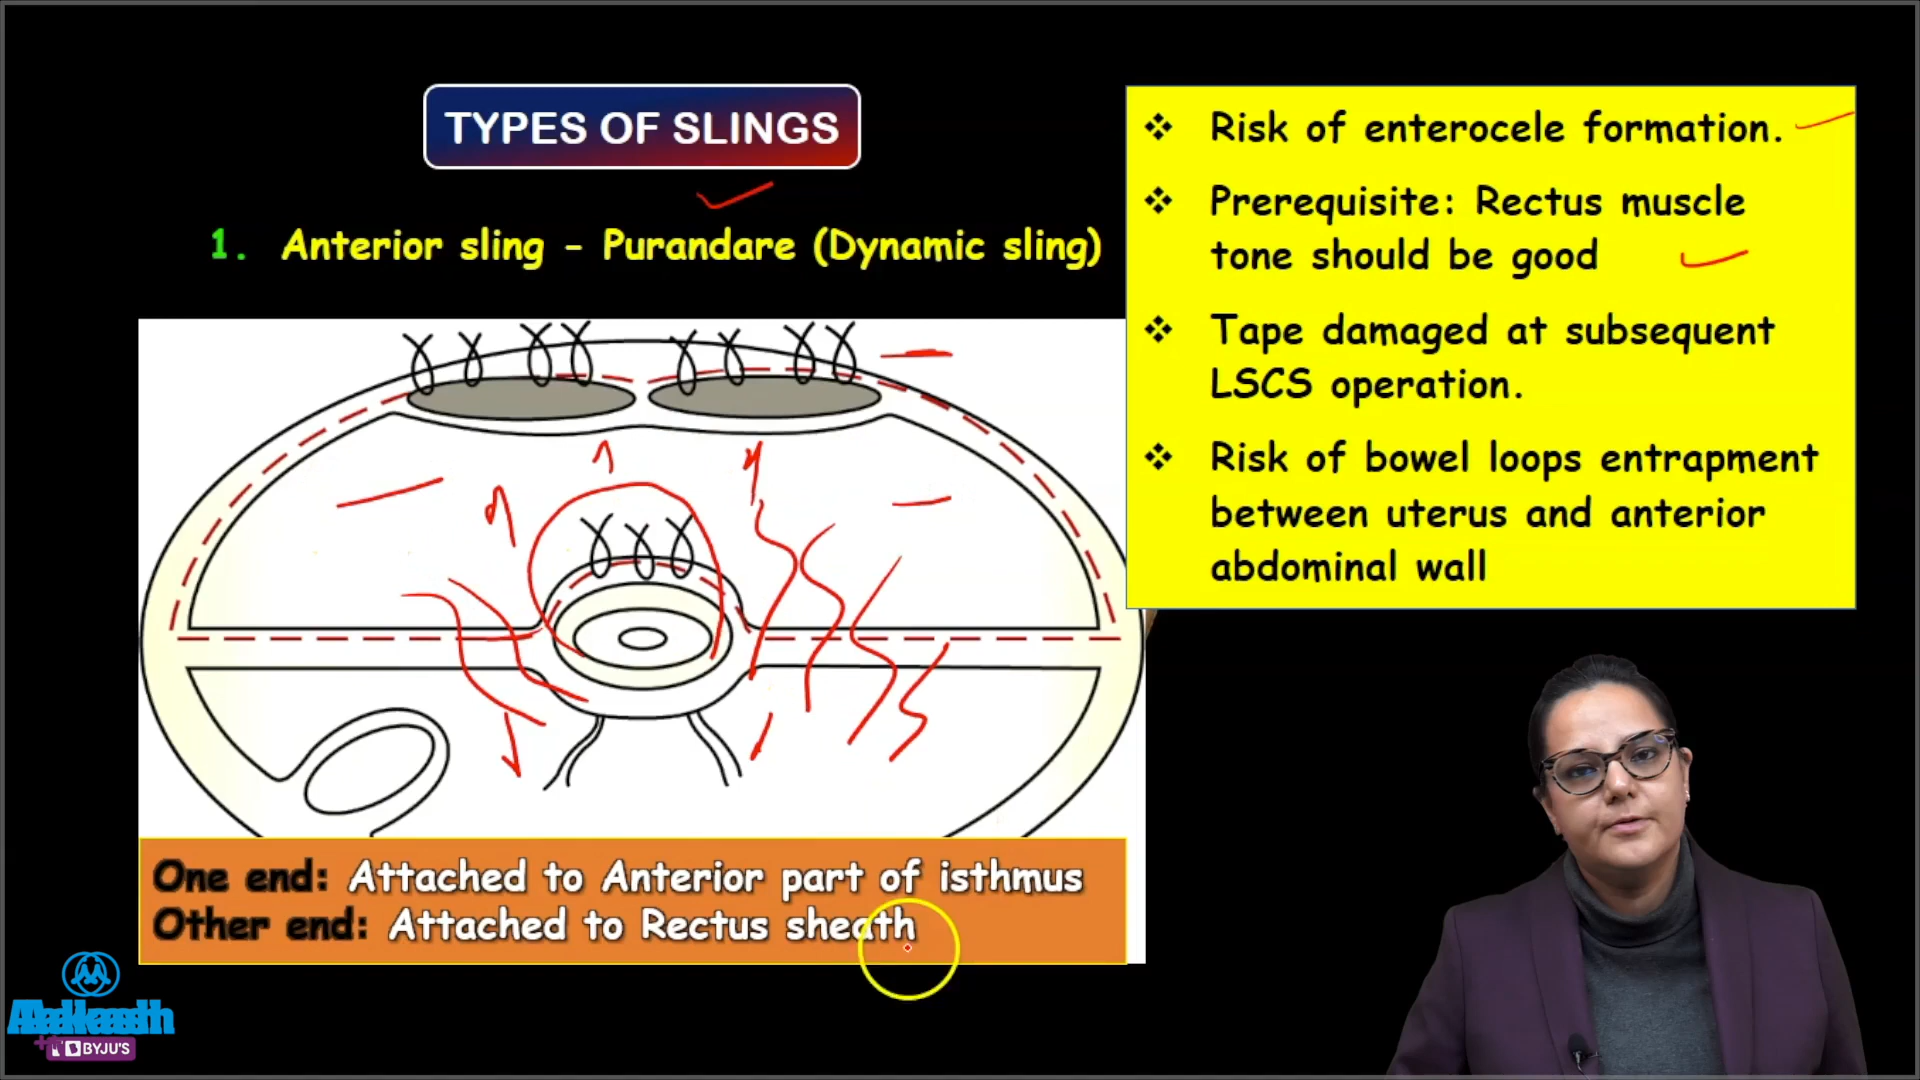 TYPES OF SLINGS
1. Anterior sling – Purandare (Dynamic sling)
❖ Risk of enterocele formation.
❖ Prerequisite: Rectus muscle
tone should be good
❖ Tape damaged at subsequent
LSCS operation.
❖ Risk of bowel loops entrapment
between uterus and anterior
abdominal wall
One end: Attached to Anterior part of isthmus
Other end: Attached to Rectus sheath
BYJU'S